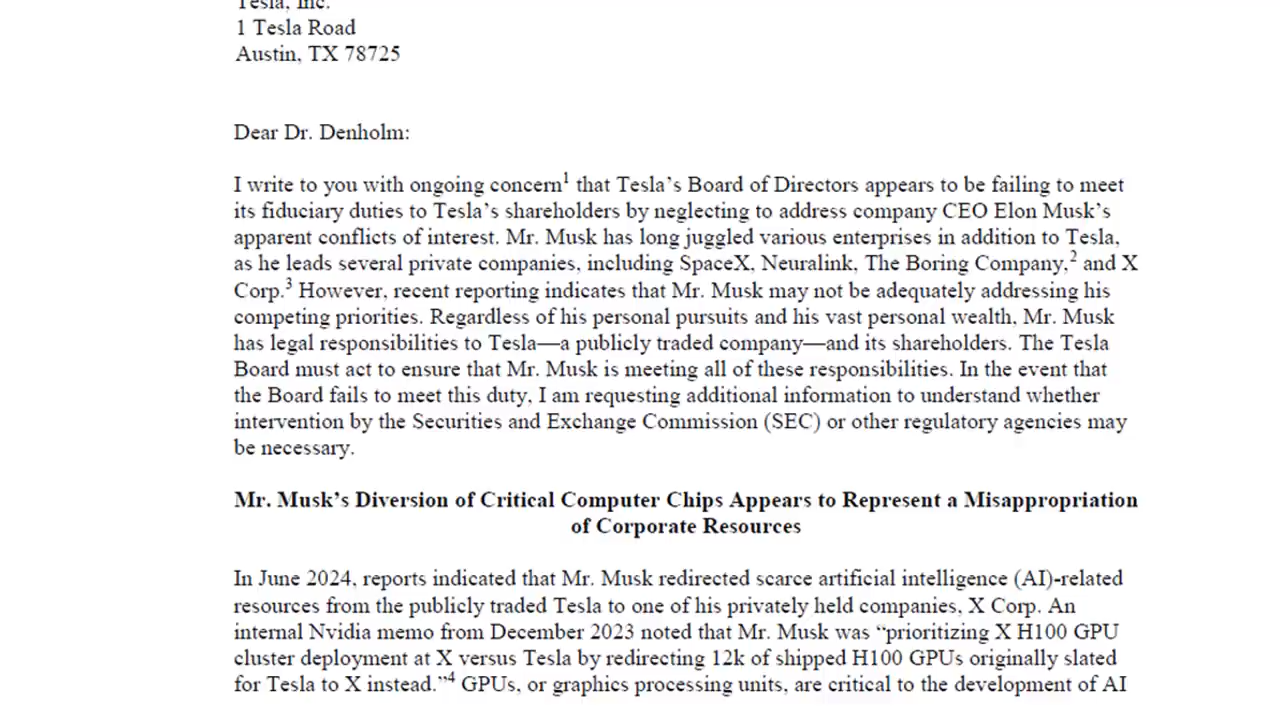 Tesla, Inc.
1 Tesla Road
Austin, TX 78725
Dear Dr. Denholm:
I write to you with ongoing concern1 that Tesla's Board of Directors appears to be failing to meet
its fiduciary duties to Tesla's shareholders by neglecting to address company CEO Elon Musk's
apparent conflicts of interest. Mr. Musk has long juggled various enterprises in addition to Tesla,
as he leads several private companies, including SpaceX, Neuralink, The Boring Company,2 and X
Corp.3 However, recent reporting indicates that Mr. Musk may not be adequately addressing his
competing priorities. Regardless of his personal pursuits and his vast personal wealth, Mr. Musk
has legal responsibilities to Tesla—a publicly traded company—and its shareholders. The Tesla
Board must act to ensure that Mr. Musk is meeting all of these responsibilities. In the event that
the Board fails to meet this duty, I am requesting additional information to understand whether
intervention by the Securities and Exchange Commission (SEC) or other regulatory agencies may
be necessary.
Mr. Musk's Diversion of Critical Computer Chips Appears to Represent a Misappropriation
of Corporate Resources
In June 2024, reports indicated that Mr. Musk redirected scarce artificial intelligence (AI)-related
resources from the publicly traded Tesla to one of his privately held companies, X Corp. An
internal Nvidia memo from December 2023 noted that Mr. Musk was "prioritizing X H100 GPU
cluster deployment at X versus Tesla by redirecting 12k of shipped H100 GPUs originally slated
for Tesla to X instead."4 GPUs, or graphics processing units, are critical to the development of AI